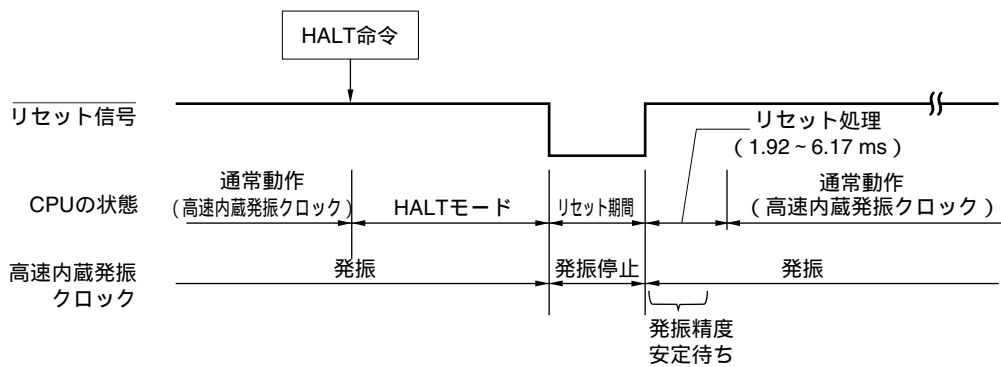 HALT命令
リセット信号
リセット処理
(1.92~6.17 ms)
CPUの状態
通常動作
(高速内蔵発振クロック)
HALTモード
リセット期間
通常動作
(高速内蔵発振クロック)
高速内蔵発振
クロック
発振
発振停止
発振
発振精度
安定待ち